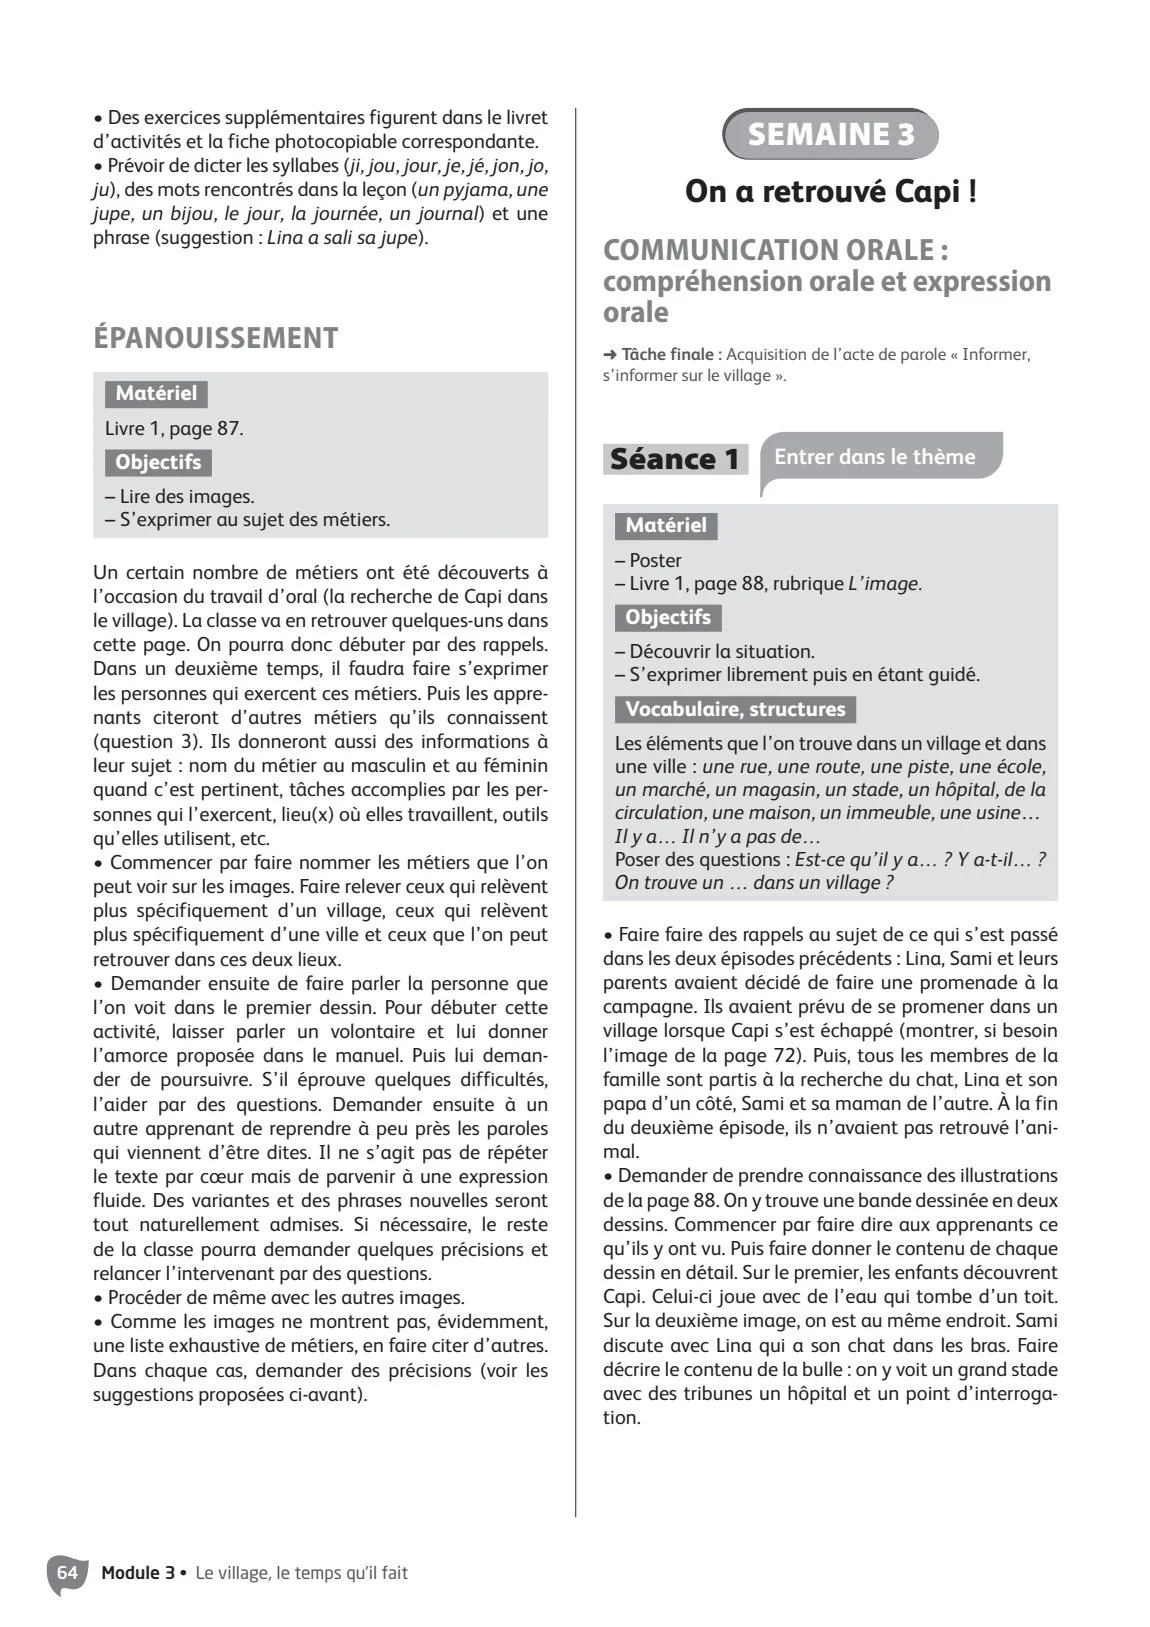 • Des exercices supplémentaires figurent dans le livret
d’activités et la fiche photocopiable correspondante.
• Prévoir de dicter les syllabes (ji, jou, jour, je, jé, jon, jo,
ju), des mots rencontrés dans la leçon (un pyjama, une
jupe, un bijou, le jour, la journée, un journal) et une
phrase (suggestion : Lina a sali sa jupe).
ÉPANOUISSEMENT
Matériel
Livre 1, page 87.
Objectifs
– Lire des images.
– S’exprimer au sujet des métiers.
Un certain nombre de métiers ont été découverts à
l’occasion du travail d’oral (la recherche de Capi dans
le village). La classe va en retrouver quelques-uns dans
cette page. On pourra donc débuter par des rappels.
Dans un deuxième temps, il faudra faire s’exprimer
les personnes qui exercent ces métiers. Puis les appre-
nants citeront d’autres métiers qu’ils connaissent
(question 3). Ils donneront aussi des informations à
leur sujet : nom du métier au masculin et au féminin
quand c’est pertinent, tâches accomplies par les per-
sonnes qui l’exercent, lieu(x) où elles travaillent, outils
qu’elles utilisent, etc.
• Commencer par faire nommer les métiers que l’on
peut voir sur les images. Faire relever ceux qui relèvent
plus spécifiquement d’un village, ceux qui relèvent
plus spécifiquement d’une ville et ceux que l’on peut
retrouver dans ces deux lieux.
• Demander ensuite de faire parler la personne que
l’on voit dans le premier dessin. Pour débuter cette
activité, laisser parler un volontaire et lui donner
l’amorce proposée dans le manuel. Puis lui deman-
der de poursuivre. S’il éprouve quelques difficultés,
l’aider par des questions. Demander ensuite à un
autre apprenant de reprendre à peu près les paroles
qui viennent d’être dites. Il ne s’agit pas de répéter
le texte par cœur mais de parvenir à une expression
fluide. Des variantes et des phrases nouvelles seront
tout naturellement admises. Si nécessaire, le reste
de la classe pourra demander quelques précisions et
relancer l’intervenant par des questions.
• Procéder de même avec les autres images.
• Comme les images ne montrent pas, évidemment,
une liste exhaustive de métiers, en faire citer d’autres.
Dans chaque cas, demander des précisions (voir les
suggestions proposées ci-avant).
SEMAINE 3
On a retrouvé Capi !
COMMUNICATION ORALE :
compréhension orale et expression
orale
➜ Tâche finale : Acquisition de l’acte de parole « Informer,
s’informer sur le village ».
Séance 1 Entrer dans le thème
Matériel
– Poster
– Livre 1, page 88, rubrique L’image.
Objectifs
– Découvrir la situation.
– S’exprimer librement puis en étant guidé.
Vocabulaire, structures
Les éléments que l’on trouve dans un village et dans
une ville : une rue, une route, une piste, une école,
un marché, un magasin, un stade, un hôpital, de la
circulation, une maison, un immeuble, une usine…
Il y a… Il n’y a pas de…
Poser des questions : Est-ce qu’il y a… ? Y a-t-il… ?
On trouve un … dans un village ?
• Faire faire des rappels au sujet de ce qui s’est passé
dans les deux épisodes précédents : Lina, Sami et leurs
parents avaient décidé de faire une promenade à la
campagne. Ils avaient prévu de se promener dans un
village lorsque Capi s’est échappé (montrer, si besoin
l’image de la page 72). Puis, tous les membres de la
famille sont partis à la recherche du chat, Lina et son
papa d’un côté, Sami et sa maman de l’autre. À la fin
du deuxième épisode, ils n’avaient pas retrouvé l’ani-
mal.
• Demander de prendre connaissance des illustrations
de la page 88. On y trouve une bande dessinée en deux
dessins. Commencer par faire dire aux apprenants ce
qu’ils y ont vu. Puis faire donner le contenu de chaque
dessin en détail. Sur le premier, les enfants découvrent
Capi. Celui-ci joue avec de l’eau qui tombe d’un toit.
Sur la deuxième image, on est au même endroit. Sami
discute avec Lina qui a son chat dans les bras. Faire
décrire le contenu de la bulle : on y voit un grand stade
avec des tribunes un hôpital et un point d’interroga-
tion.
64 Module 3 • Le village, le temps qu’il fait